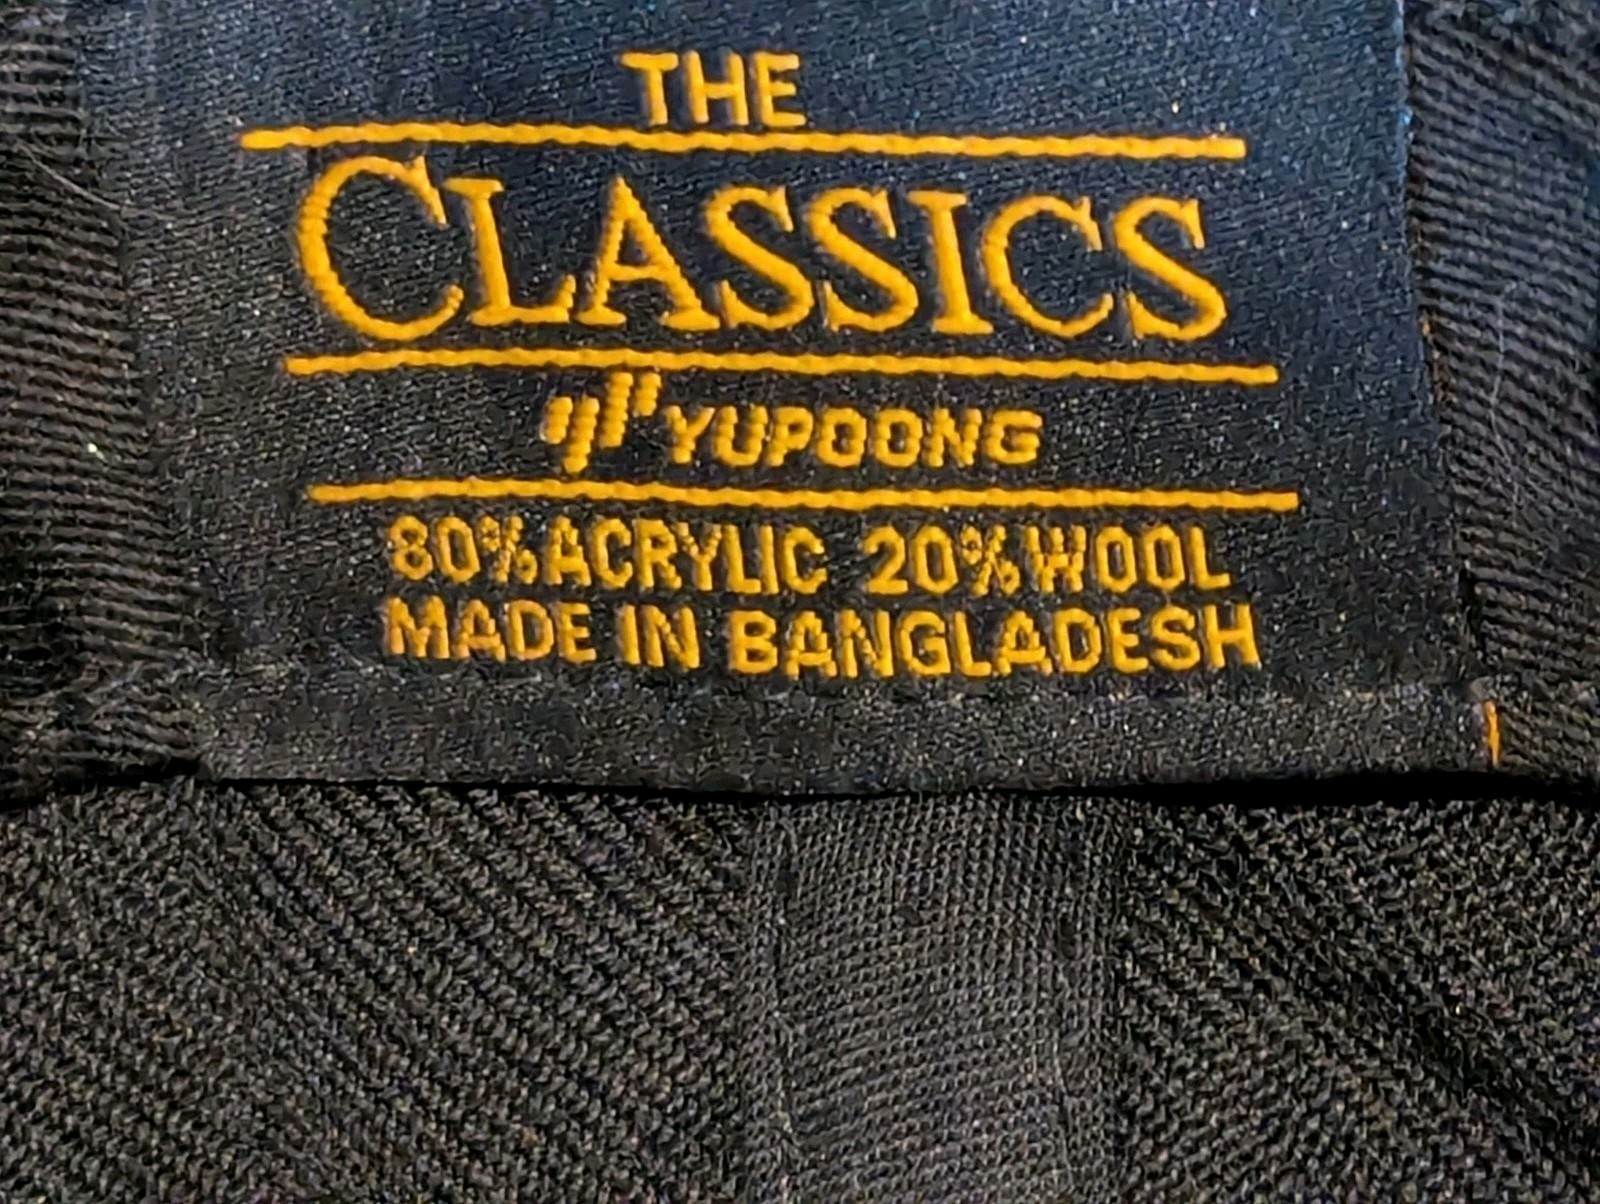 THE
CLASSICS
YUPOONG
80% ACRYLIC 20% WOOL
MADE IN BANGLADESH